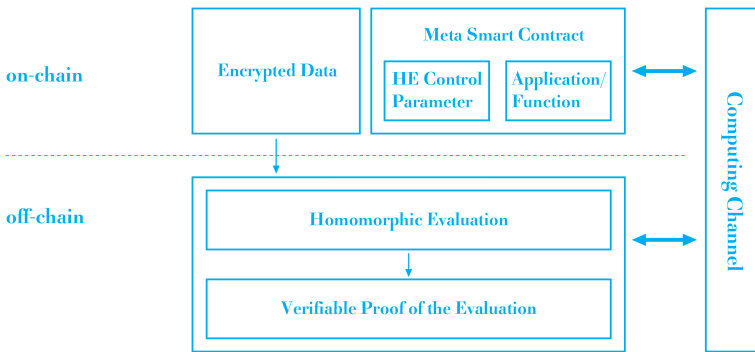 on-chain
Encrypted Data
Meta Smart Contract
HE Control
Parameter
Application/
Function
Computing Channel
off-chain
Homomorphic Evaluation
Verifiable Proof of the Evaluation